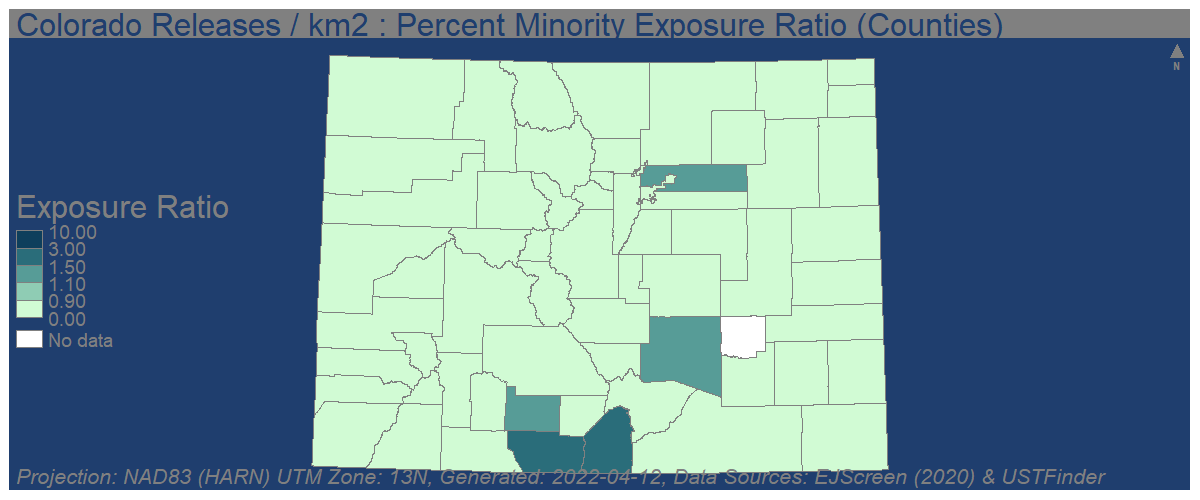 Colorado Releases / km2 : Percent Minority Exposure Ratio (Counties)
N
Exposure Ratio
10.00
3.00
1.50
1.10
0.90
0.00
No data
Projection: NAD83 (HARN) UTM Zone: 13N, Generated: 2022-04-12, Data Sources: EJScreen (2020) & USTFinder